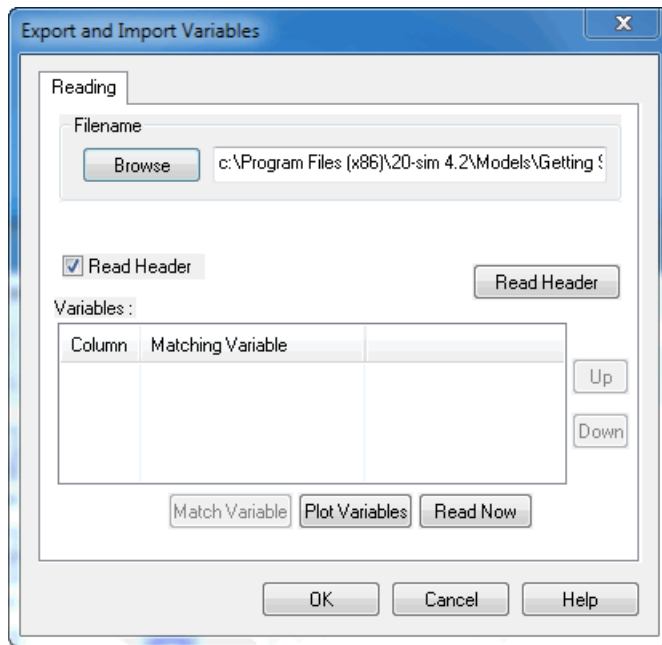 Export and Import Variables
Reading
Filename
Browse
c:\Program Files (x86)\20-sim 4.2\Models\Getting
Read Header
Read Header
Variables :
Column Matching Variable
Up
Down
Match Variable Plot Variables Read Now
OK Cancel Help